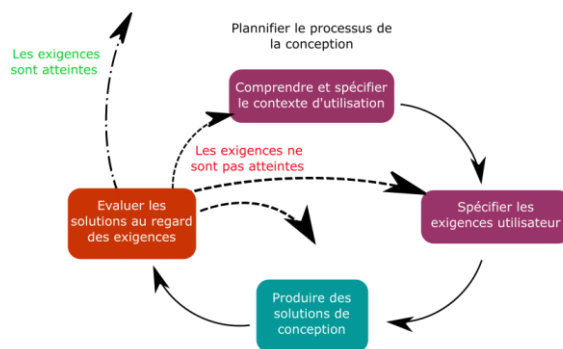 Plannifier le processus de
la conception
Les exigences
sont atteintes
Comprendre et spécifier
le contexte d'utilisation
Les exigences ne
sont pas atteintes
Evaluer les
solutions au regard
des exigences
Spécifier les
exigences utilisateur
Produire des
solutions de
conception